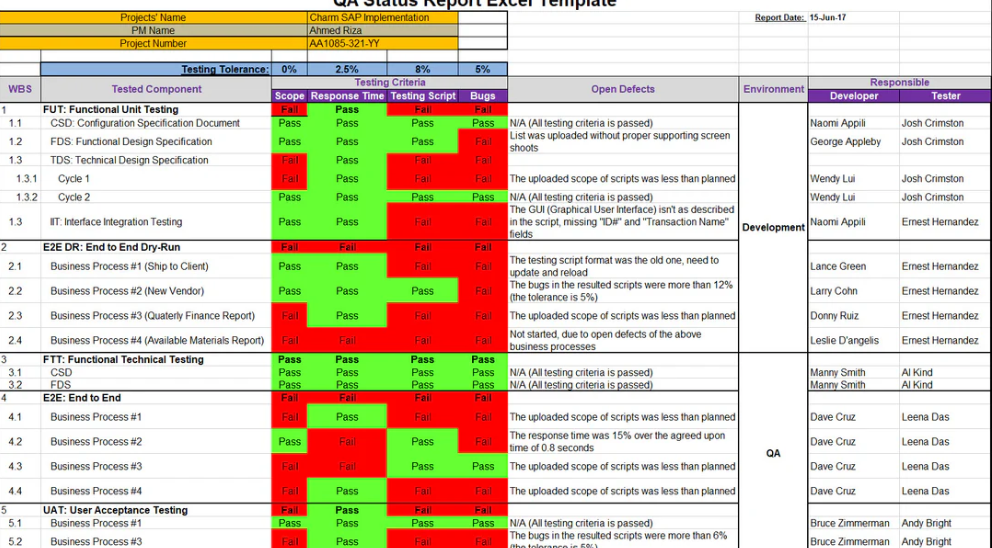 QA Status Report Excel Template
Projects' Name Charm SAP Implementation Report Date: 15-Jun-17
PM Name Ahmed Riza
Project Number AA1085-321-YY
Testing Tolerance: 0% 2.5% 8% 5%
WBS Tested Component Testing Criteria Open Defects Environment Responsible
Scope Response Time Testing Script Bugs Developer Tester
1 FUT: Functional Unit Testing Fail Pass Fail Fail
1.1 CSD: Configuration Specification Document Pass Pass Pass Pass N/A (All testing criteria is passed) Naomi Appili Josh Crimston
1.2 FDS: Functional Design Specification Pass Pass Pass Fail List was uploaded without proper supporting screen shoots George Appleby Josh Crimston
1.3 TDS: Technical Design Specification Fail Pass Fail Fail
1.3.1 Cycle 1 Fail Pass Fail Fail The uploaded scope of scripts was less than planned Wendy Lui Josh Crimston
1.3.2 Cycle 2 Pass Pass Pass Pass N/A (All testing criteria is passed) Wendy Lui Josh Crimston
1.3 IIT: Interface Integration Testing Pass Pass Fail Fail The GUI (Graphical User Interface) isn't as described in the script, missing "ID#" and "Transaction Name" fields Naomi Appili Ernest Hernandez
Development
2 E2E DR: End to End Dry-Run Fail Fail Fail Fail
2.1 Business Process #1 (Ship to Client) Pass Pass Fail Fail The testing script format was the old one, need to update and reload Lance Green Ernest Hernandez
2.2 Business Process #2 (New Vendor) Pass Pass Pass Fail The bugs in the resulted scripts were more than 12% (the tolerance is 5%) Larry Cohn Ernest Hernandez
2.3 Business Process #3 (Quaterly Finance Report) Fail Pass Fail Fail The uploaded scope of scripts was less than planned Donny Ruiz Ernest Hernandez
2.4 Business Process #4 (Available Materials Report) Fail Fail Fail Fail Not started, due to open defects of the above business processes Leslie D'angelis Ernest Hernandez
3 FTT: Functional Technical Testing Pass Pass Pass Pass
3.1 CSD Pass Pass Pass Pass N/A (All testing criteria is passed) Manny Smith Al Kind
3.2 FDS Pass Pass Pass Pass N/A (All testing criteria is passed) Manny Smith Al Kind
4 E2E: End to End Fail Fail Fail Fail
4.1 Business Process #1 Fail Pass Fail Fail The uploaded scope of scripts was less than planned Dave Cruz Leena Das
4.2 Business Process #2 Pass Fail Pass Fail The response time was 15% over the agreed upon time of 0.8 seconds Dave Cruz Leena Das
QA
4.3 Business Process #3 Fail Fail Pass Pass The uploaded scope of scripts was less than planned Dave Cruz Leena Das
4.4 Business Process #4 Fail Pass Fail Fail The uploaded scope of scripts was less than planned Dave Cruz Leena Das
5 UAT: User Acceptance Testing Fail Pass Fail Fail
5.1 Business Process #1 Pass Pass Pass Pass N/A (All testing criteria is passed) Bruce Zimmerman Andy Bright
5.2 Business Process #3 Fail Pass Fail Fail The bugs in the resulted scripts were more than 6% (the tolerance is 5%) Bruce Zimmerman Andy Bright